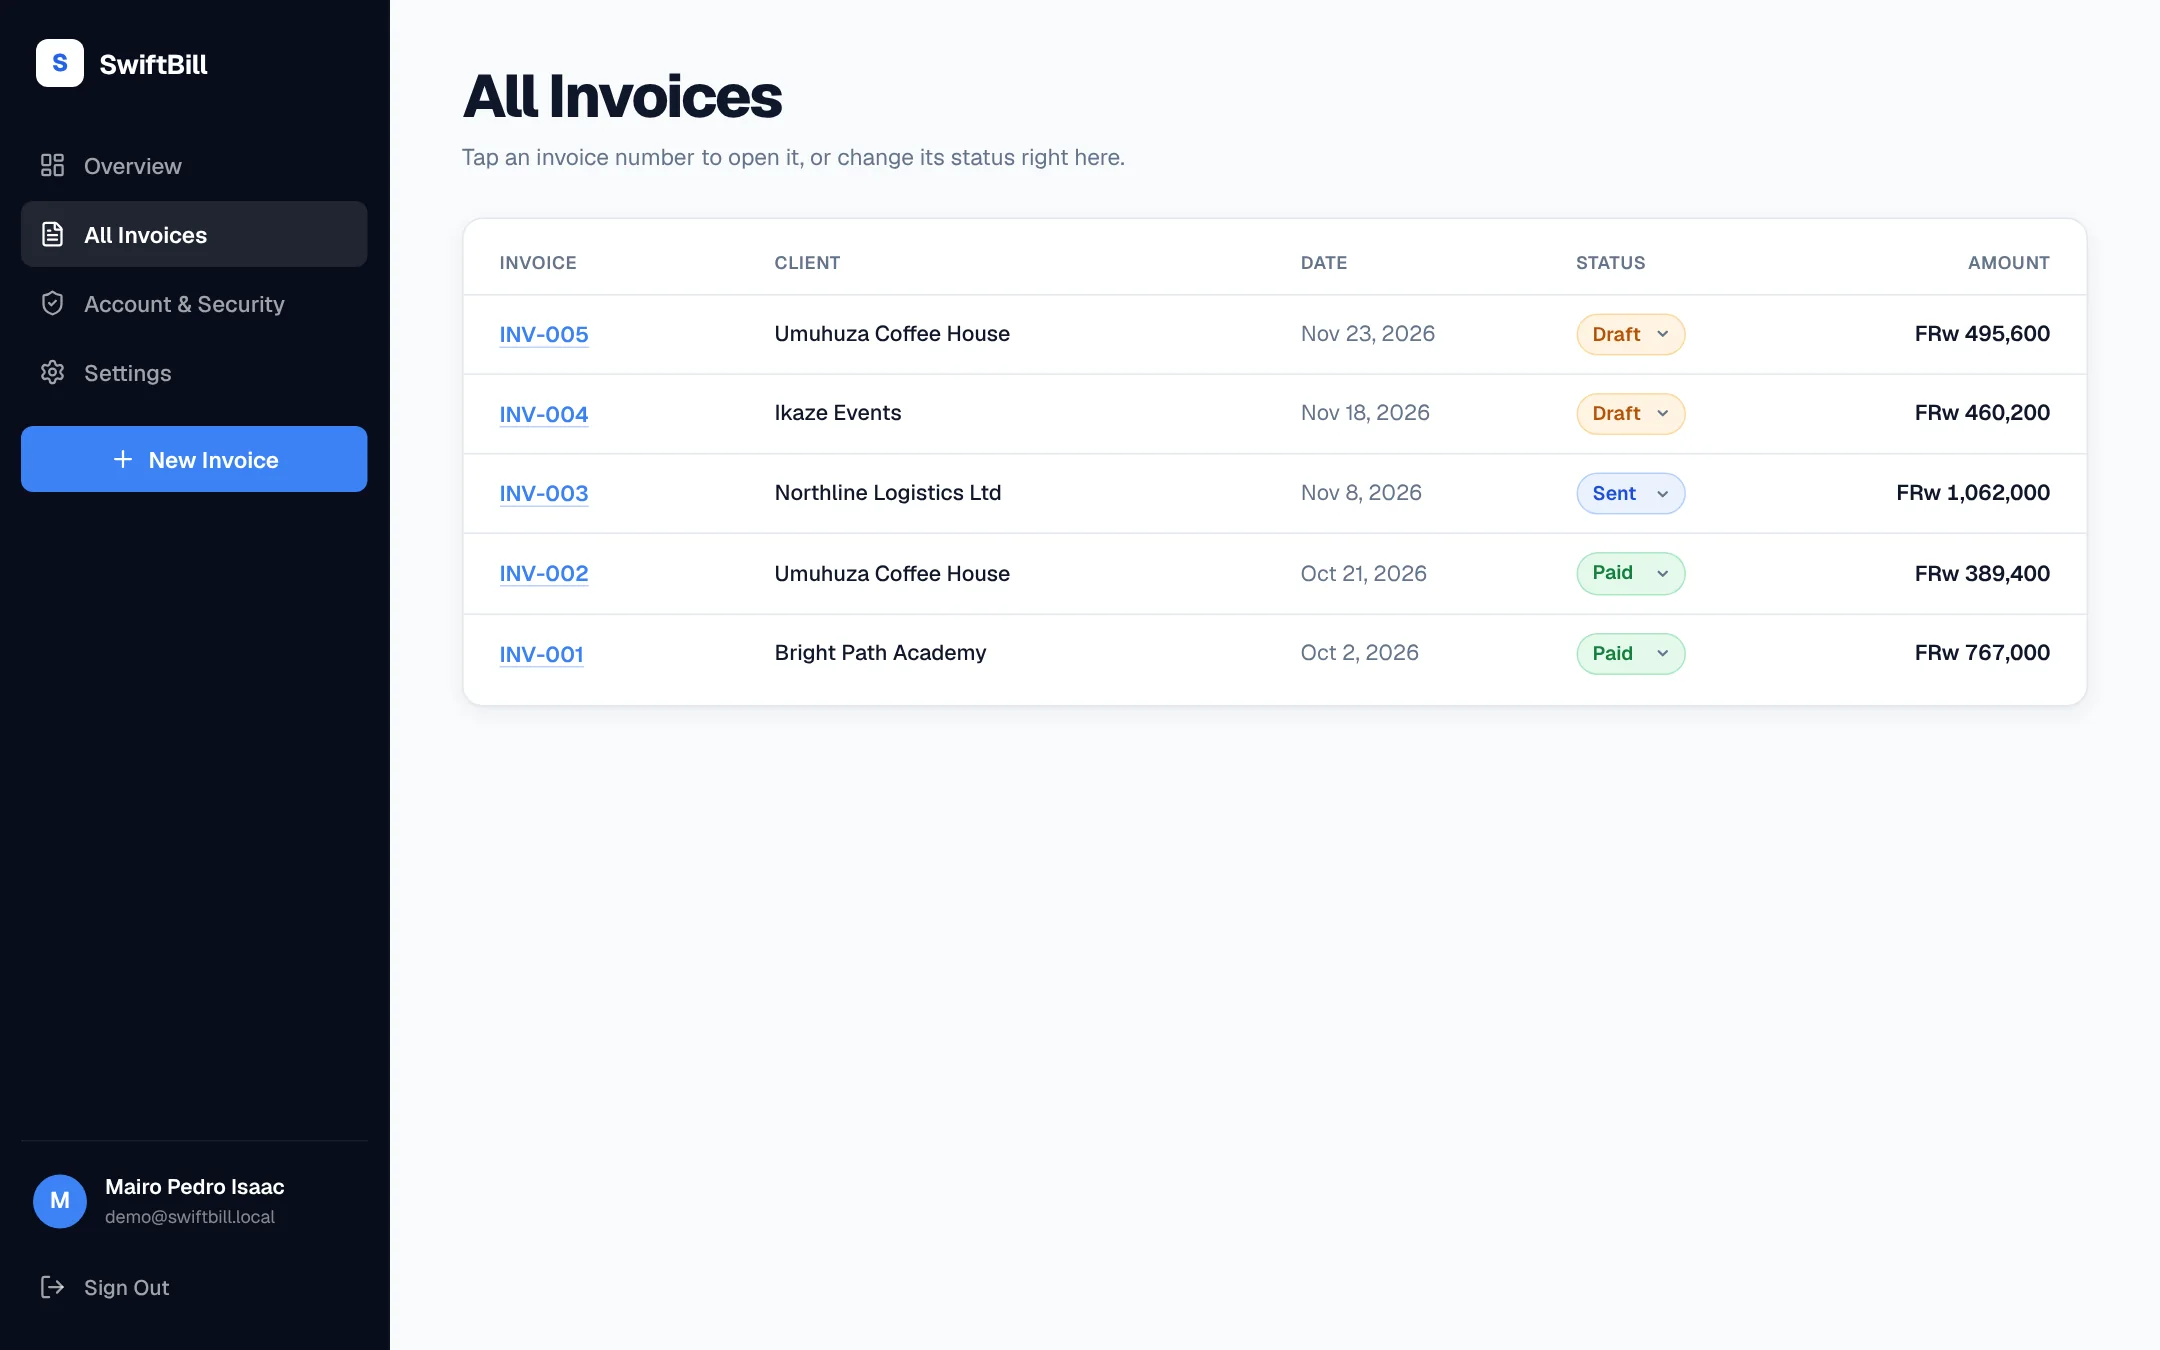 S SwiftBill
Overview
All Invoices
Account & Security
Settings
+ New Invoice
M Mairo Pedro Isaac
demo@swiftbill.local
Sign Out
All Invoices
Tap an invoice number to open it, or change its status right here.
INVOICE CLIENT DATE STATUS AMOUNT
INV-005 Umuhuza Coffee House Nov 23, 2026 Draft FRw 495,600
INV-004 Ikaze Events Nov 18, 2026 Draft FRw 460,200
INV-003 Northline Logistics Ltd Nov 8, 2026 Sent FRw 1,062,000
INV-002 Umuhuza Coffee House Oct 21, 2026 Paid FRw 389,400
INV-001 Bright Path Academy Oct 2, 2026 Paid FRw 767,000